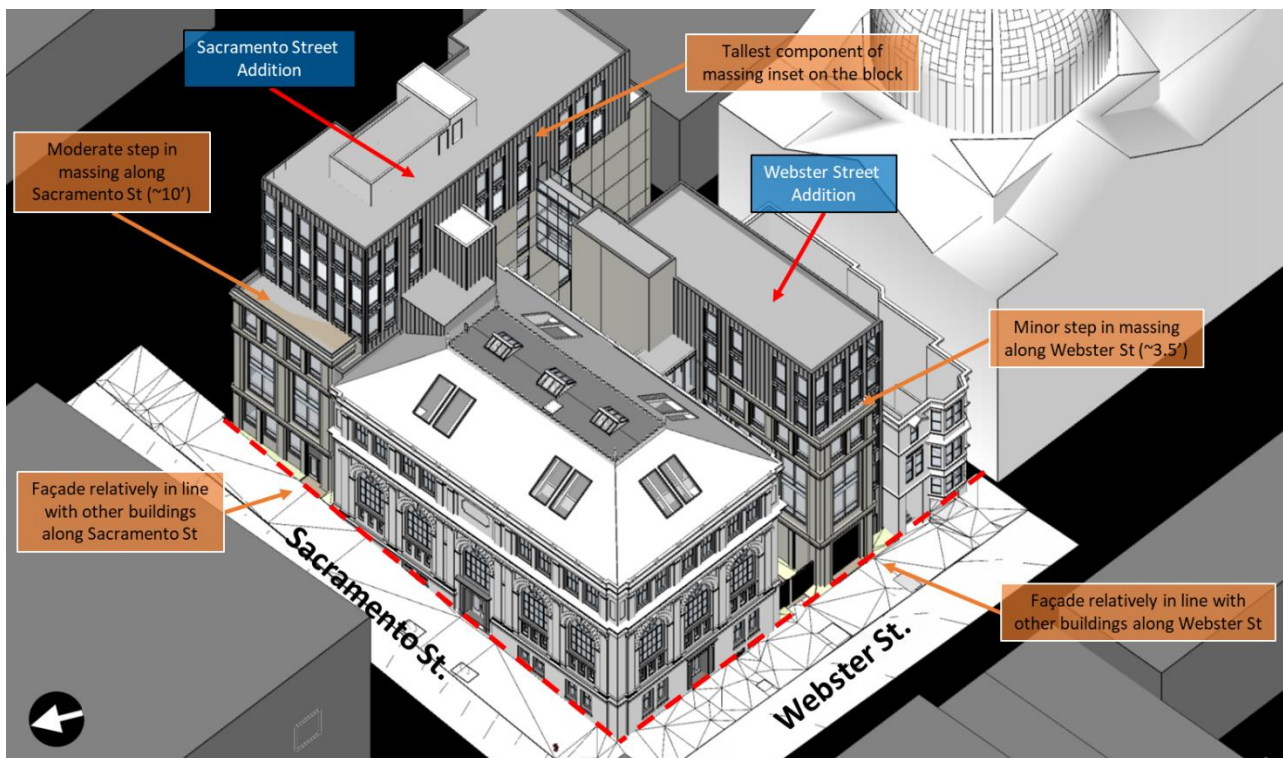 Sacramento Street
Addition
Tallest component of
massing inset on the block
Moderate step in
massing along
Sacramento St (~10')
Webster Street
Addition
Minor step in massing
along Webster St (~3.5')
Façade relatively in line
with other buildings
along Sacramento St
Sacramento St.
Webster St.
Façade relatively in line with
other buildings along Webster St